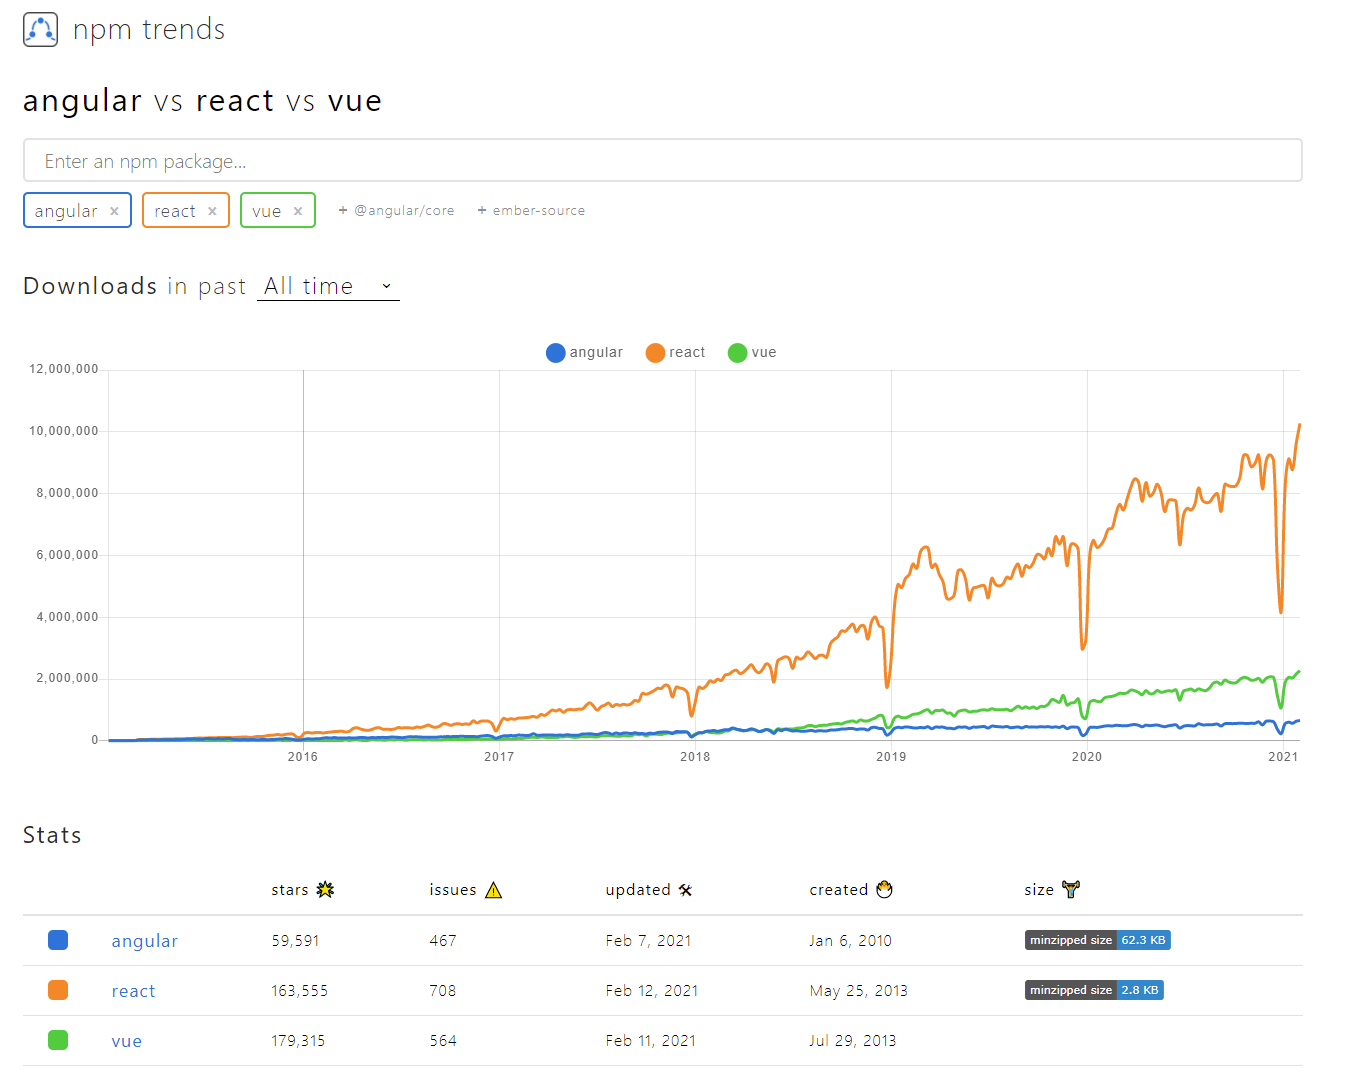 npm trends
angular vs react vs vue
Enter an npm package...
angular × react × vue × + @angular/core + ember-source
Downloads in past All time
angular react vue
12,000,000
10,000,000
8,000,000
6,000,000
4,000,000
2,000,000
0
2016 2017 2018 2019 2020 2021
Stats
stars issues updated created size
angular 59,591 467 Feb 7, 2021 Jan 6, 2010 minzipped size 62.3 KB
react 163,555 708 Feb 12, 2021 May 25, 2013 minzipped size 2.8 KB
vue 179,315 564 Feb 11, 2021 Jul 29, 2013